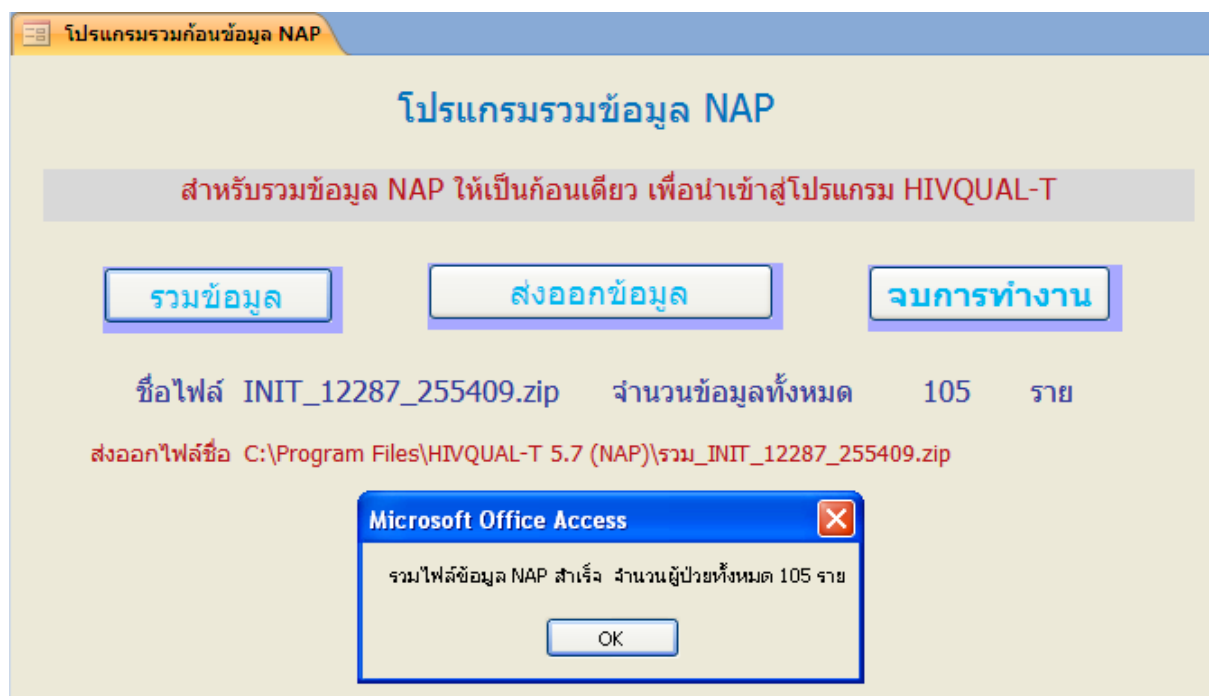 โปรแกรมรวมก้อนข้อมูล NAP
โปรแกรมรวมข้อมูล NAP
สำหรับรวมข้อมูล NAP ให้เป็นก้อนเดียว เพื่อนำเข้าสู่โปรแกรม HIVQUAL-T
รวมข้อมูล ส่งออกข้อมูล จบการทำงาน
ชื่อไฟล์ INIT_12287_255409.zip จำนวนข้อมูลทั้งหมด 105 ราย
ส่งออกไฟล์ชื่อ C:\Program Files\HIVQUAL-T 5.7 (NAP)\รวม_INIT_12287_255409.zip
Microsoft Office Access
รวมไฟล์ข้อมูล NAP สำเร็จ จำนวนผู้ป่วยทั้งหมด 105 ราย
OK